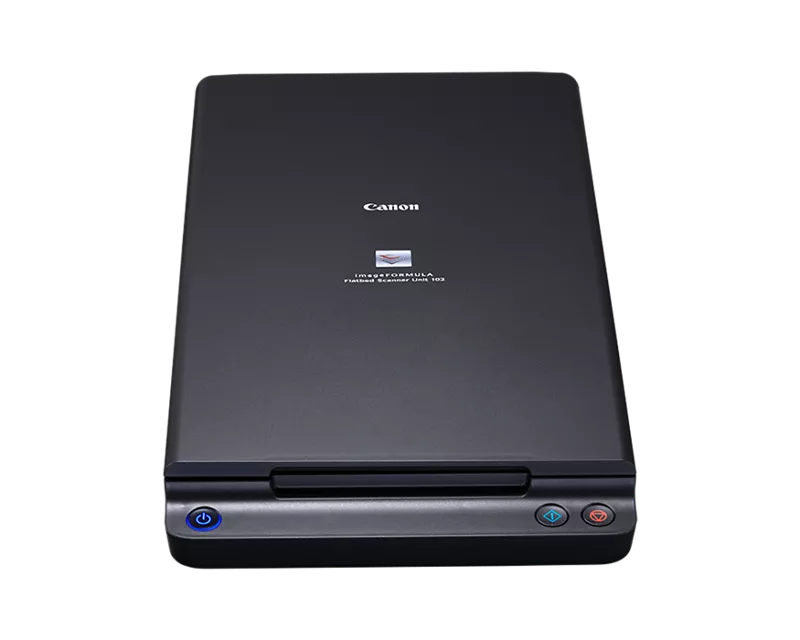 Canon
imageFORMULA
Flatbed Scanner Unit 102